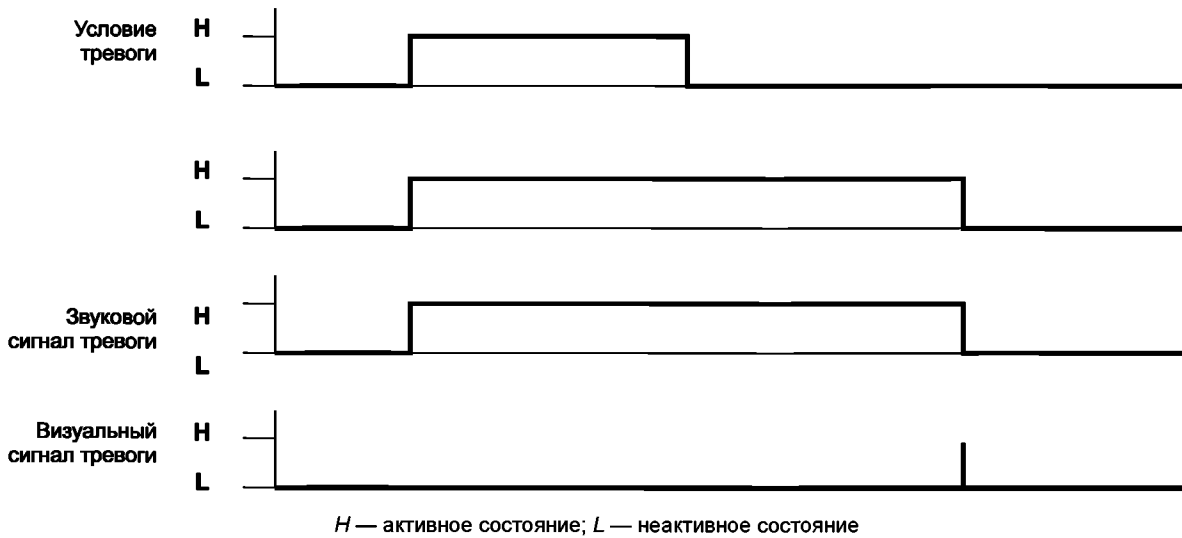 Условие
тревоги
H
L
H
L
Звуковой
сигнал тревоги
H
L
Визуальный
сигнал тревоги
H
L
H — активное состояние; L — неактивное состояние